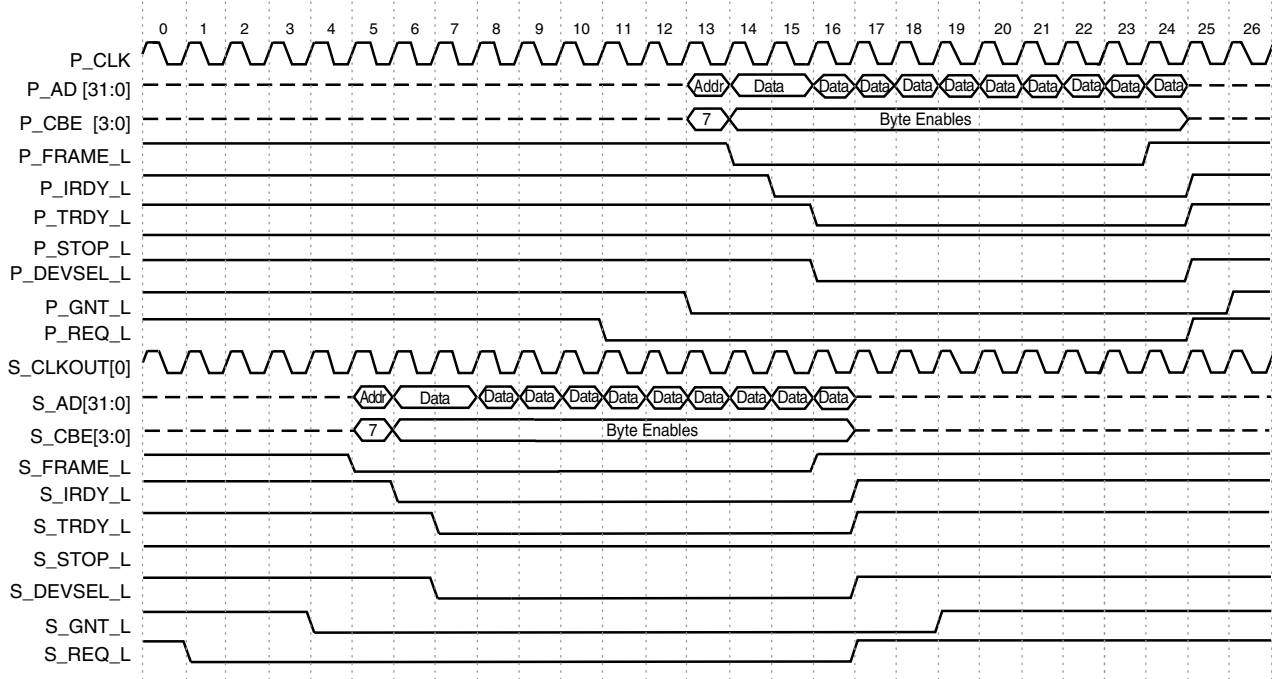 0 1 2 3 4 5 6 7 8 9 10 11 12 13 14 15 16 17 18 19 20 21 22 23 24 25 26
P_CLK
P_AD [31:0] Addr Data Data Data Data Data Data Data Data Data Data
P_CBE [3:0] 7 Byte Enables
P_FRAME_L
P_IRDY_L
P_TRDY_L
P_STOP_L
P_DEVSEL_L
P_GNT_L
P_REQ_L
S_CLKOUT[0]
S_AD[31:0] Addr Data Data Data Data Data Data Data Data Data Data
S_CBE[3:0] 7 Byte Enables
S_FRAME_L
S_IRDY_L
S_TRDY_L
S_STOP_L
S_DEVSEL_L
S_GNT_L
S_REQ_L